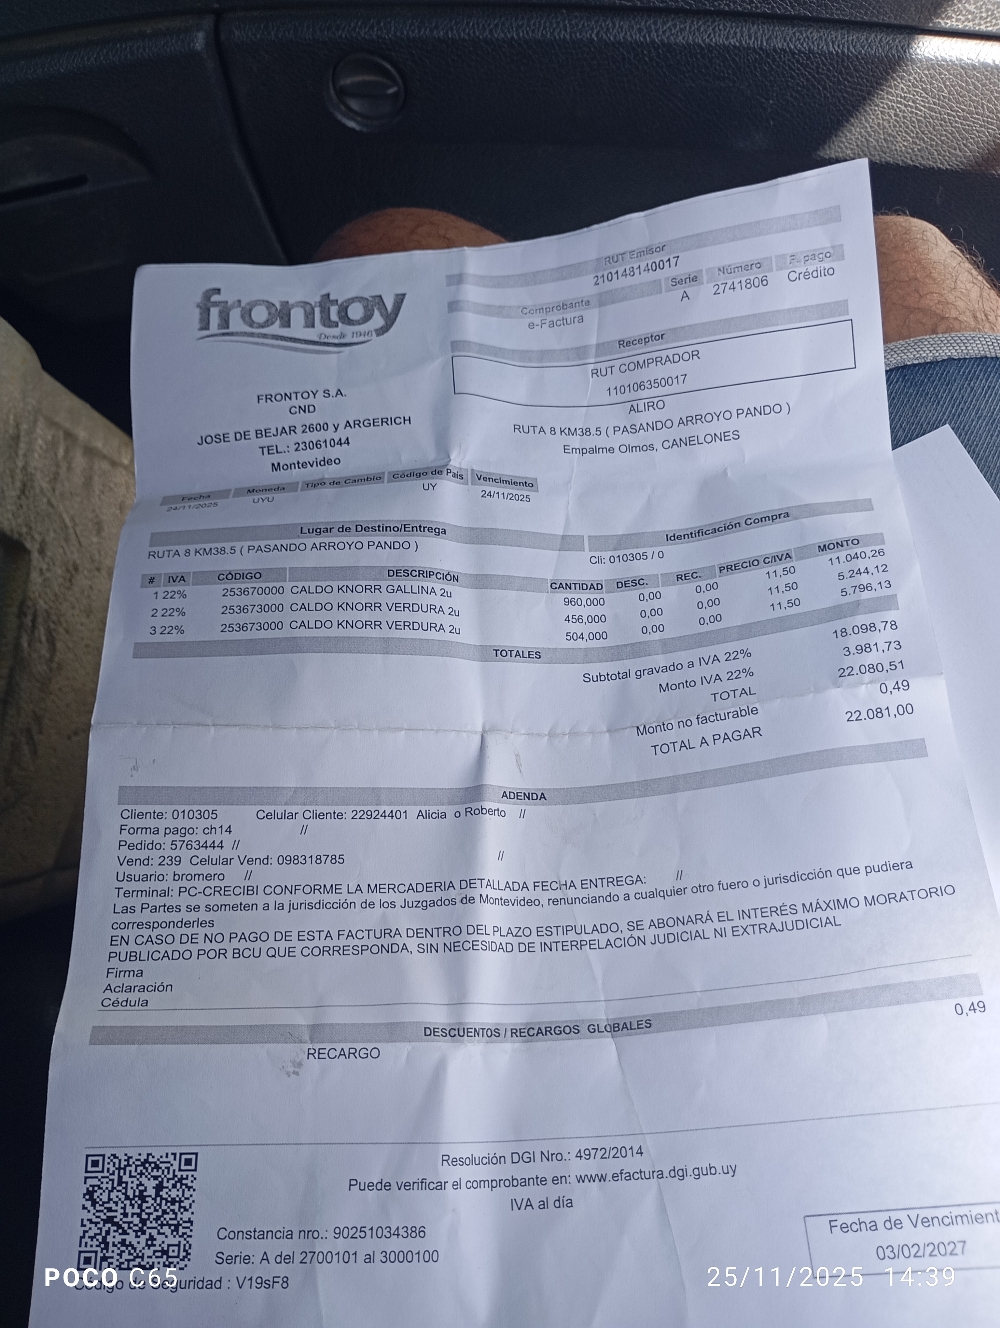 frontoy
Desde 1946
FRONTOY S.A.
CND
JOSE DE BEJAR 2600 y ARGERICH
TEL.: 23061044
Montevideo
RUT Emisor
210148140017
Comprobante Serie Número F. pago
e-Factura A 2741806 Crédito
Receptor
RUT COMPRADOR
110106350017
ALIRO
RUTA 8 KM38.5 ( PASANDO ARROYO PANDO )
Empalme Olmos, CANELONES
Fecha Moneda Tipo de Cambio Código de País Vencimiento
24/11/2025 UYU UY 24/11/2025
Lugar de Destino/Entrega Identificación Compra
RUTA 8 KM38.5 ( PASANDO ARROYO PANDO ) Cli: 010305 / 0
# IVA CÓDIGO DESCRIPCIÓN CANTIDAD DESC. REC. PRECIO C/IVA MONTO
1 22% 253670000 CALDO KNORR GALLINA 2u 960,000 0,00 0,00 11,50 11.040,26
2 22% 253673000 CALDO KNORR VERDURA 2u 456,000 0,00 0,00 11,50 5.244,12
3 22% 253673000 CALDO KNORR VERDURA 2u 504,000 0,00 0,00 11,50 5.796,13
TOTALES
Subtotal gravado a IVA 22% 18.098,78
Monto IVA 22% 3.981,73
TOTAL 22.080,51
Monto no facturable 0,49
TOTAL A PAGAR 22.081,00
ADENDA
Cliente: 010305 Celular Cliente: 22924401 Alicia o Roberto //
Forma pago: ch14 //
Pedido: 5763444 //
Vend: 239 Celular Vend: 098318785 //
Usuario: bromero //
Terminal: PC-CRECIBI CONFORME LA MERCADERIA DETALLADA FECHA ENTREGA: //
Las Partes se someten a la jurisdicción de los Juzgados de Montevideo, renunciando a cualquier otro fuero o jurisdicción que pudiera
corresponderles
EN CASO DE NO PAGO DE ESTA FACTURA DENTRO DEL PLAZO ESTIPULADO, SE ABONARÁ EL INTERÉS MÁXIMO MORATORIO
PUBLICADO POR BCU QUE CORRESPONDA, SIN NECESIDAD DE INTERPELACIÓN JUDICIAL NI EXTRAJUDICIAL
Firma
Aclaración
Cédula
DESCUENTOS / RECARGOS GLOBALES
RECARGO 0,49
Resolución DGI Nro.: 4972/2014
Puede verificar el comprobante en: www.efactura.dgi.gub.uy
IVA al día
Constancia nro.: 90251034386
Serie: A del 2700101 al 3000100
Código de Seguridad : V19sF8
Fecha de Vencimient
03/02/2027
POCO C65
25/11/2025 14:39